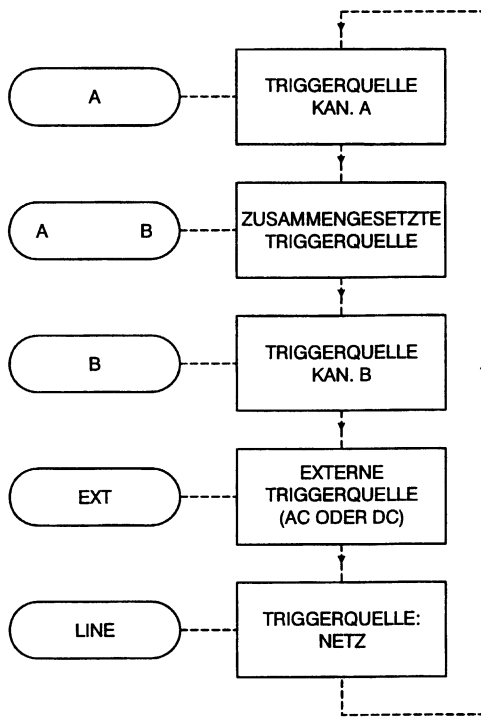 A
TRIGGERQUELLE
KAN. A
A B
ZUSAMMENGESETZTE
TRIGGERQUELLE
B
TRIGGERQUELLE
KAN. B
EXT
EXTERNE
TRIGGERQUELLE
(AC ODER DC)
LINE
TRIGGERQUELLE:
NETZ